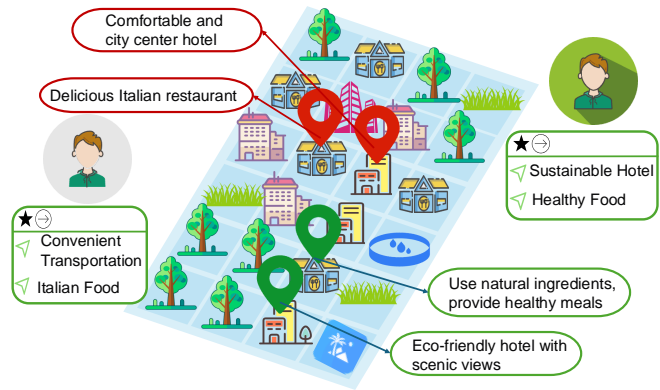 Comfortable and
city center hotel
Delicious Italian restaurant
Sustainable Hotel
Healthy Food
Convenient
Transportation
Italian Food
Use natural ingredients,
provide healthy meals
Eco-friendly hotel with
scenic views